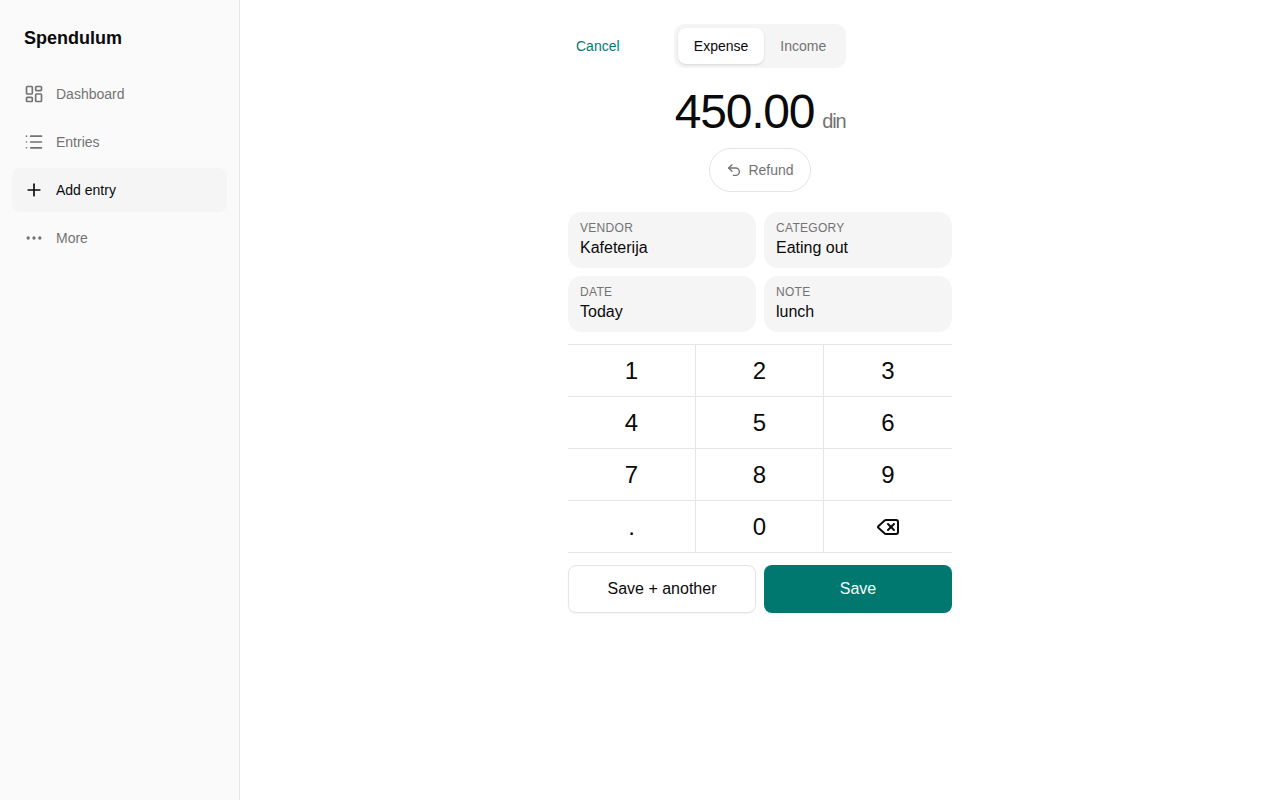 Spendulum
Dashboard
Entries
Add entry
More
Cancel
Expense
Income
450.00 din
Refund
VENDOR
Kafeterija
CATEGORY
Eating out
DATE
Today
NOTE
lunch
1 2 3
4 5 6
7 8 9
. 0
Save + another
Save